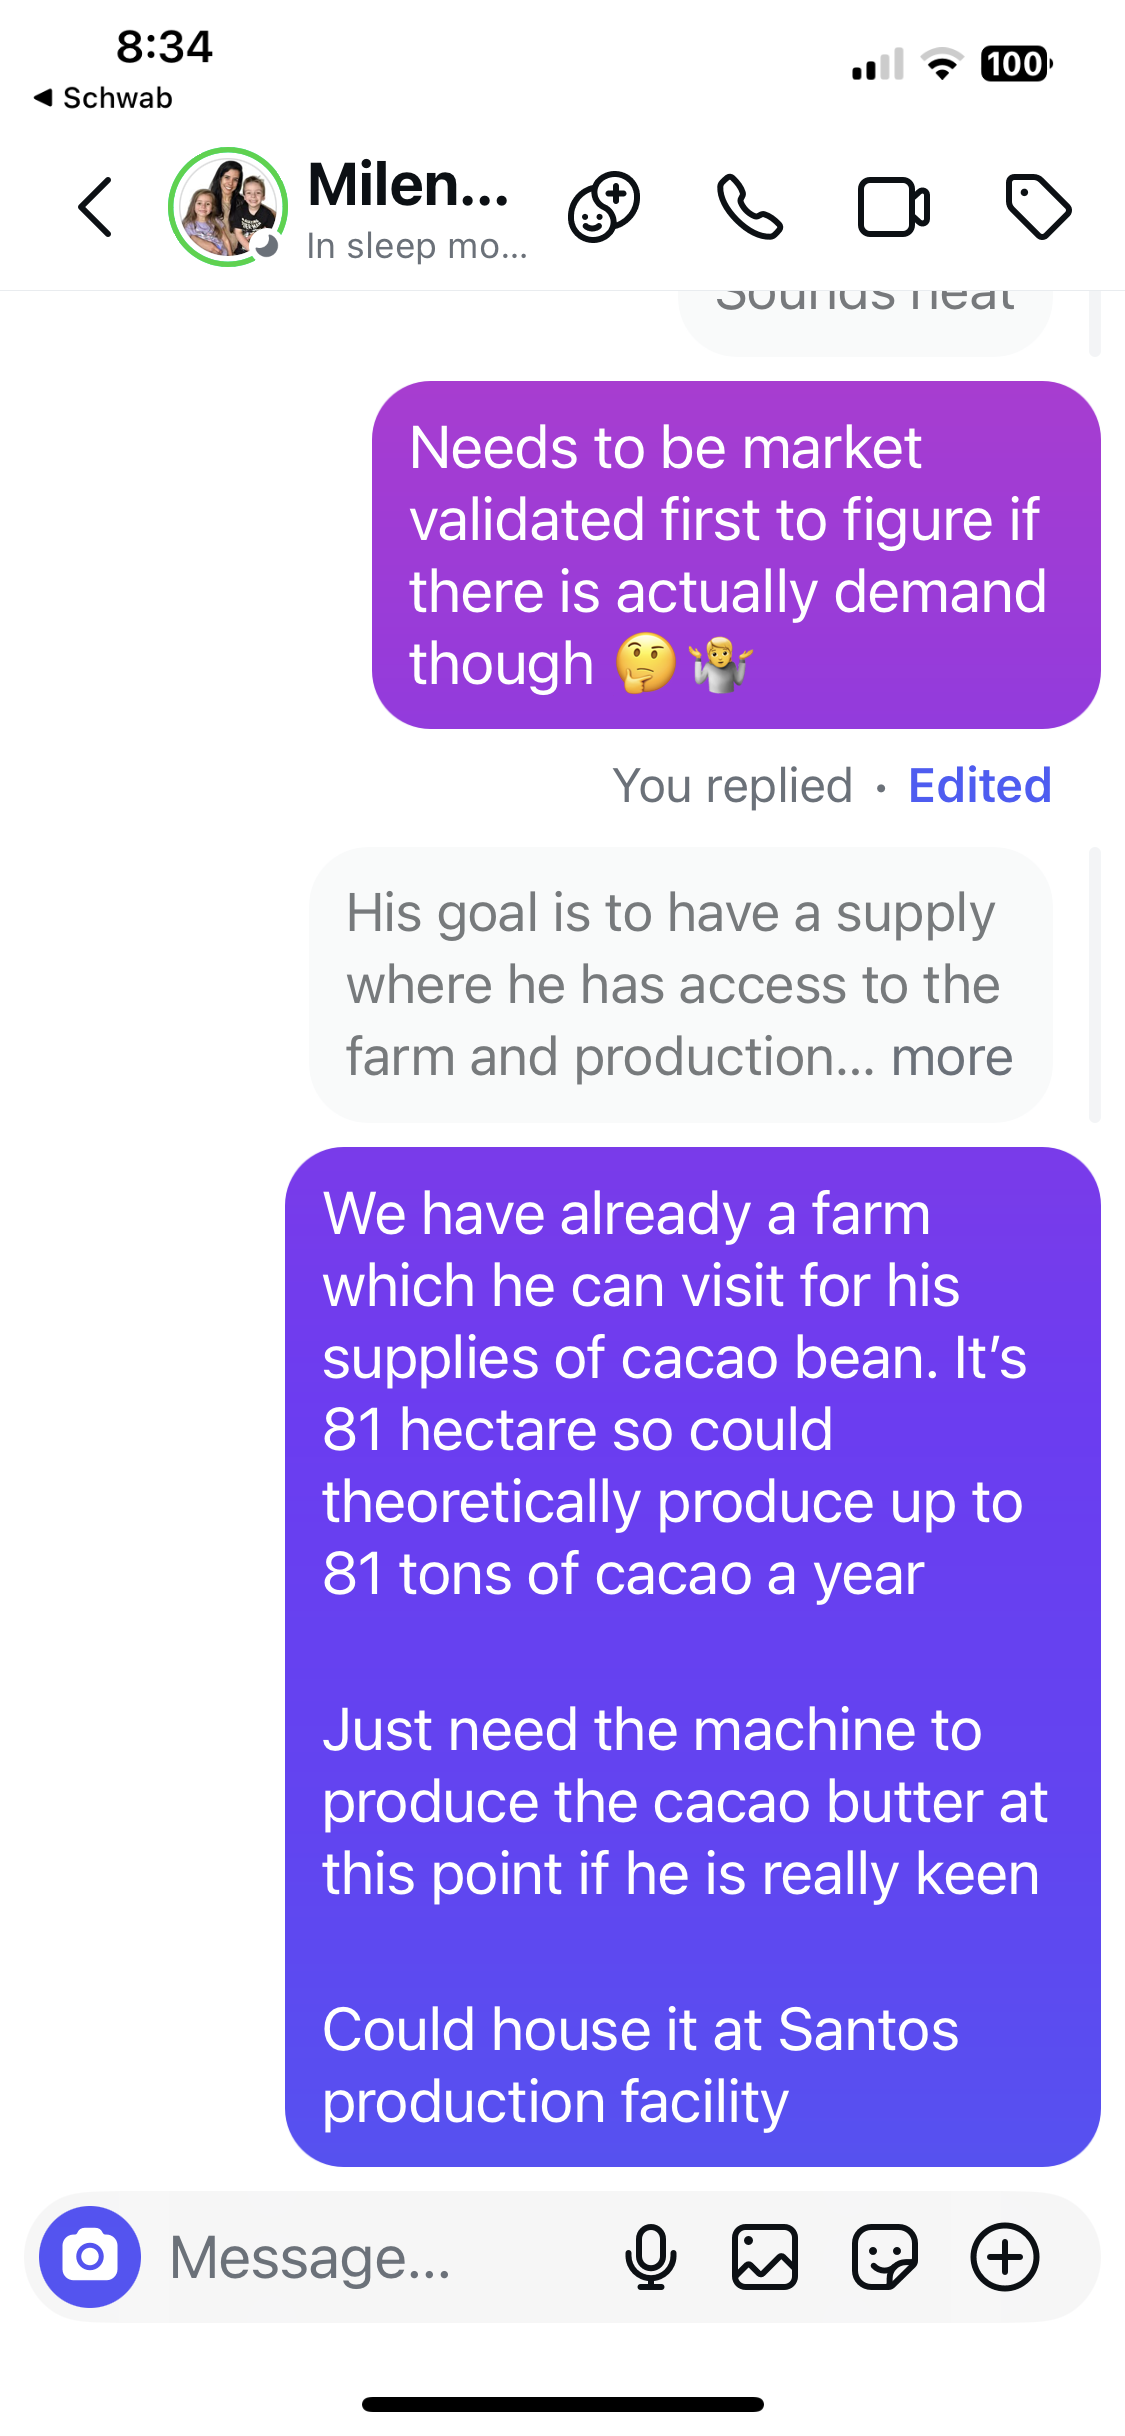 8:34
100
◀ Schwab
Milen...
In sleep mo...
Sounds neat
Needs to be market
validated first to figure if
there is actually demand
though 🤔🤷‍♂️
You replied · Edited
His goal is to have a supply
where he has access to the
farm and production... more
We have already a farm
which he can visit for his
supplies of cacao bean. It’s
81 hectare so could
theoretically produce up to
81 tons of cacao a year
Just need the machine to
produce the cacao butter at
this point if he is really keen
Could house it at Santos
production facility
Message...